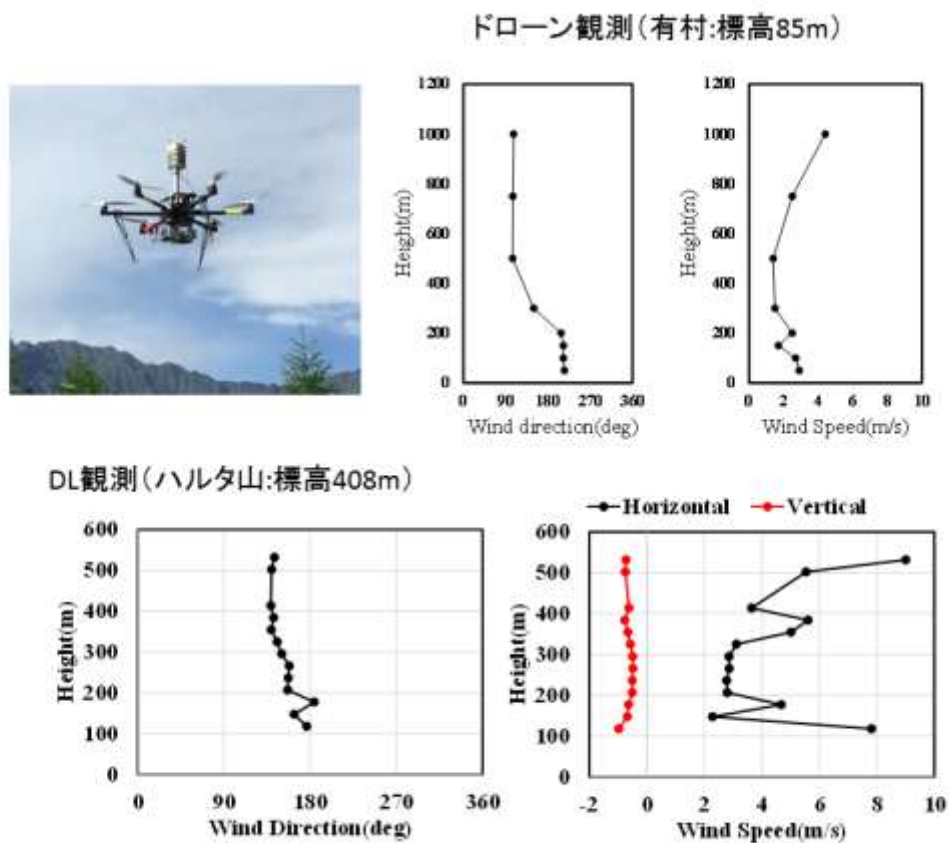 ドローン観測(有村:標高85m)
1200
1000
800
600
400
200
0
Height(m)
0 90 180 270 360
Wind direction(deg)
1200
1000
800
600
400
200
0
Height(m)
0 2 4 6 8 10
Wind Speed(m/s)
DL観測(ハルタ山:標高408m)
600
500
400
300
200
100
0
Height(m)
0 90 180 270 360
Wind Direction(deg)
Horizontal Vertical
600
500
400
300
200
100
0
Height(m)
-2 0 2 4 6 8 10
Wind Speed(m/s)